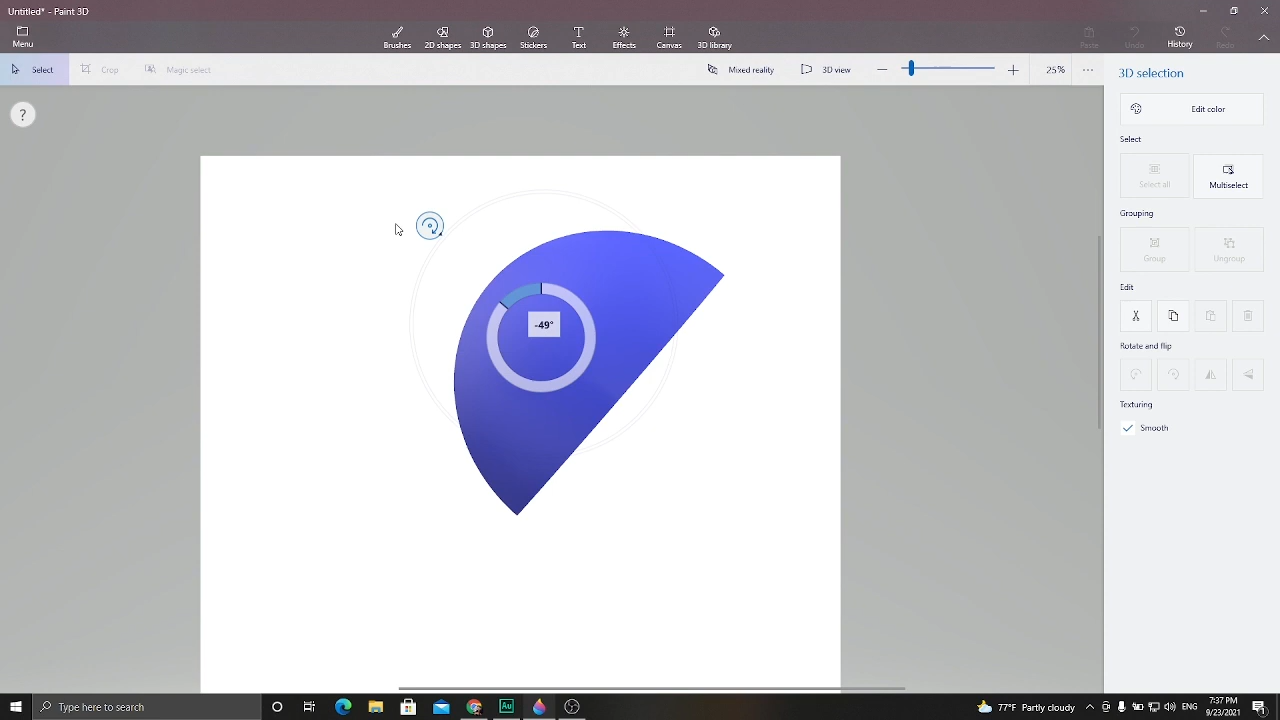 Untitled* - Paint 3D
Menu
Brushes
2D shapes
3D shapes
Stickers
Text
Effects
Canvas
3D library
Paste
Undo
History
Redo
Select
Crop
Magic select
Mixed reality
3D view
25%
?
3D selection
Edit color
Select
Select all
Multiselect
Grouping
Group
Ungroup
Edit
Rotate and flip
Texturing
Smooth
-49°
Type here to search
Au
77°F Partly cloudy
ENG
7:37 PM
9/23/2021